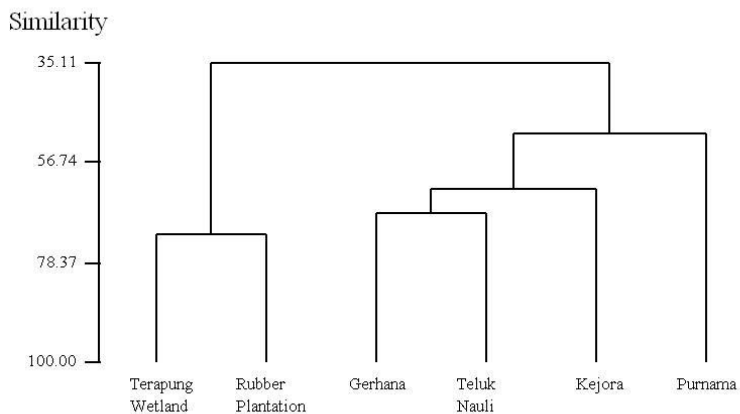 Similarity
35.11
56.74
78.37
100.00
Terapung Wetland
Rubber Plantation
Gerhana
Teluk Nauli
Kejora
Purnama